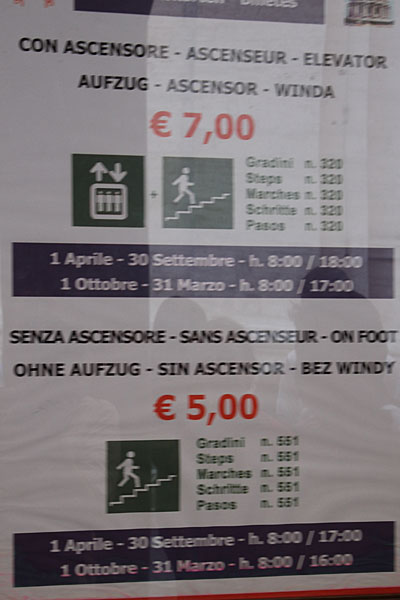 Billetes
CON ASCENSORE - ASCENSEUR - ELEVATOR
AUFZUG - ASCENSOR - WINDA
€ 7,00
+
Gradini n. 320
Steps n. 320
Marches n. 320
Schritte n. 320
Pasos n. 320
1 Aprile - 30 Settembre - h. 8:00 / 18:00
1 Ottobre - 31 Marzo - h. 8:00 / 17:00
SENZA ASCENSORE - SANS ASCENSEUR - ON FOOT
OHNE AUFZUG - SIN ASCENSOR - BEZ WINDY
€ 5,00
Gradini n. 551
Steps n. 551
Marches n. 551
Schritte n. 551
Pasos n. 551
1 Aprile - 30 Settembre - h. 8:00 / 17:00
1 Ottobre - 31 Marzo - h. 8:00 / 16:00